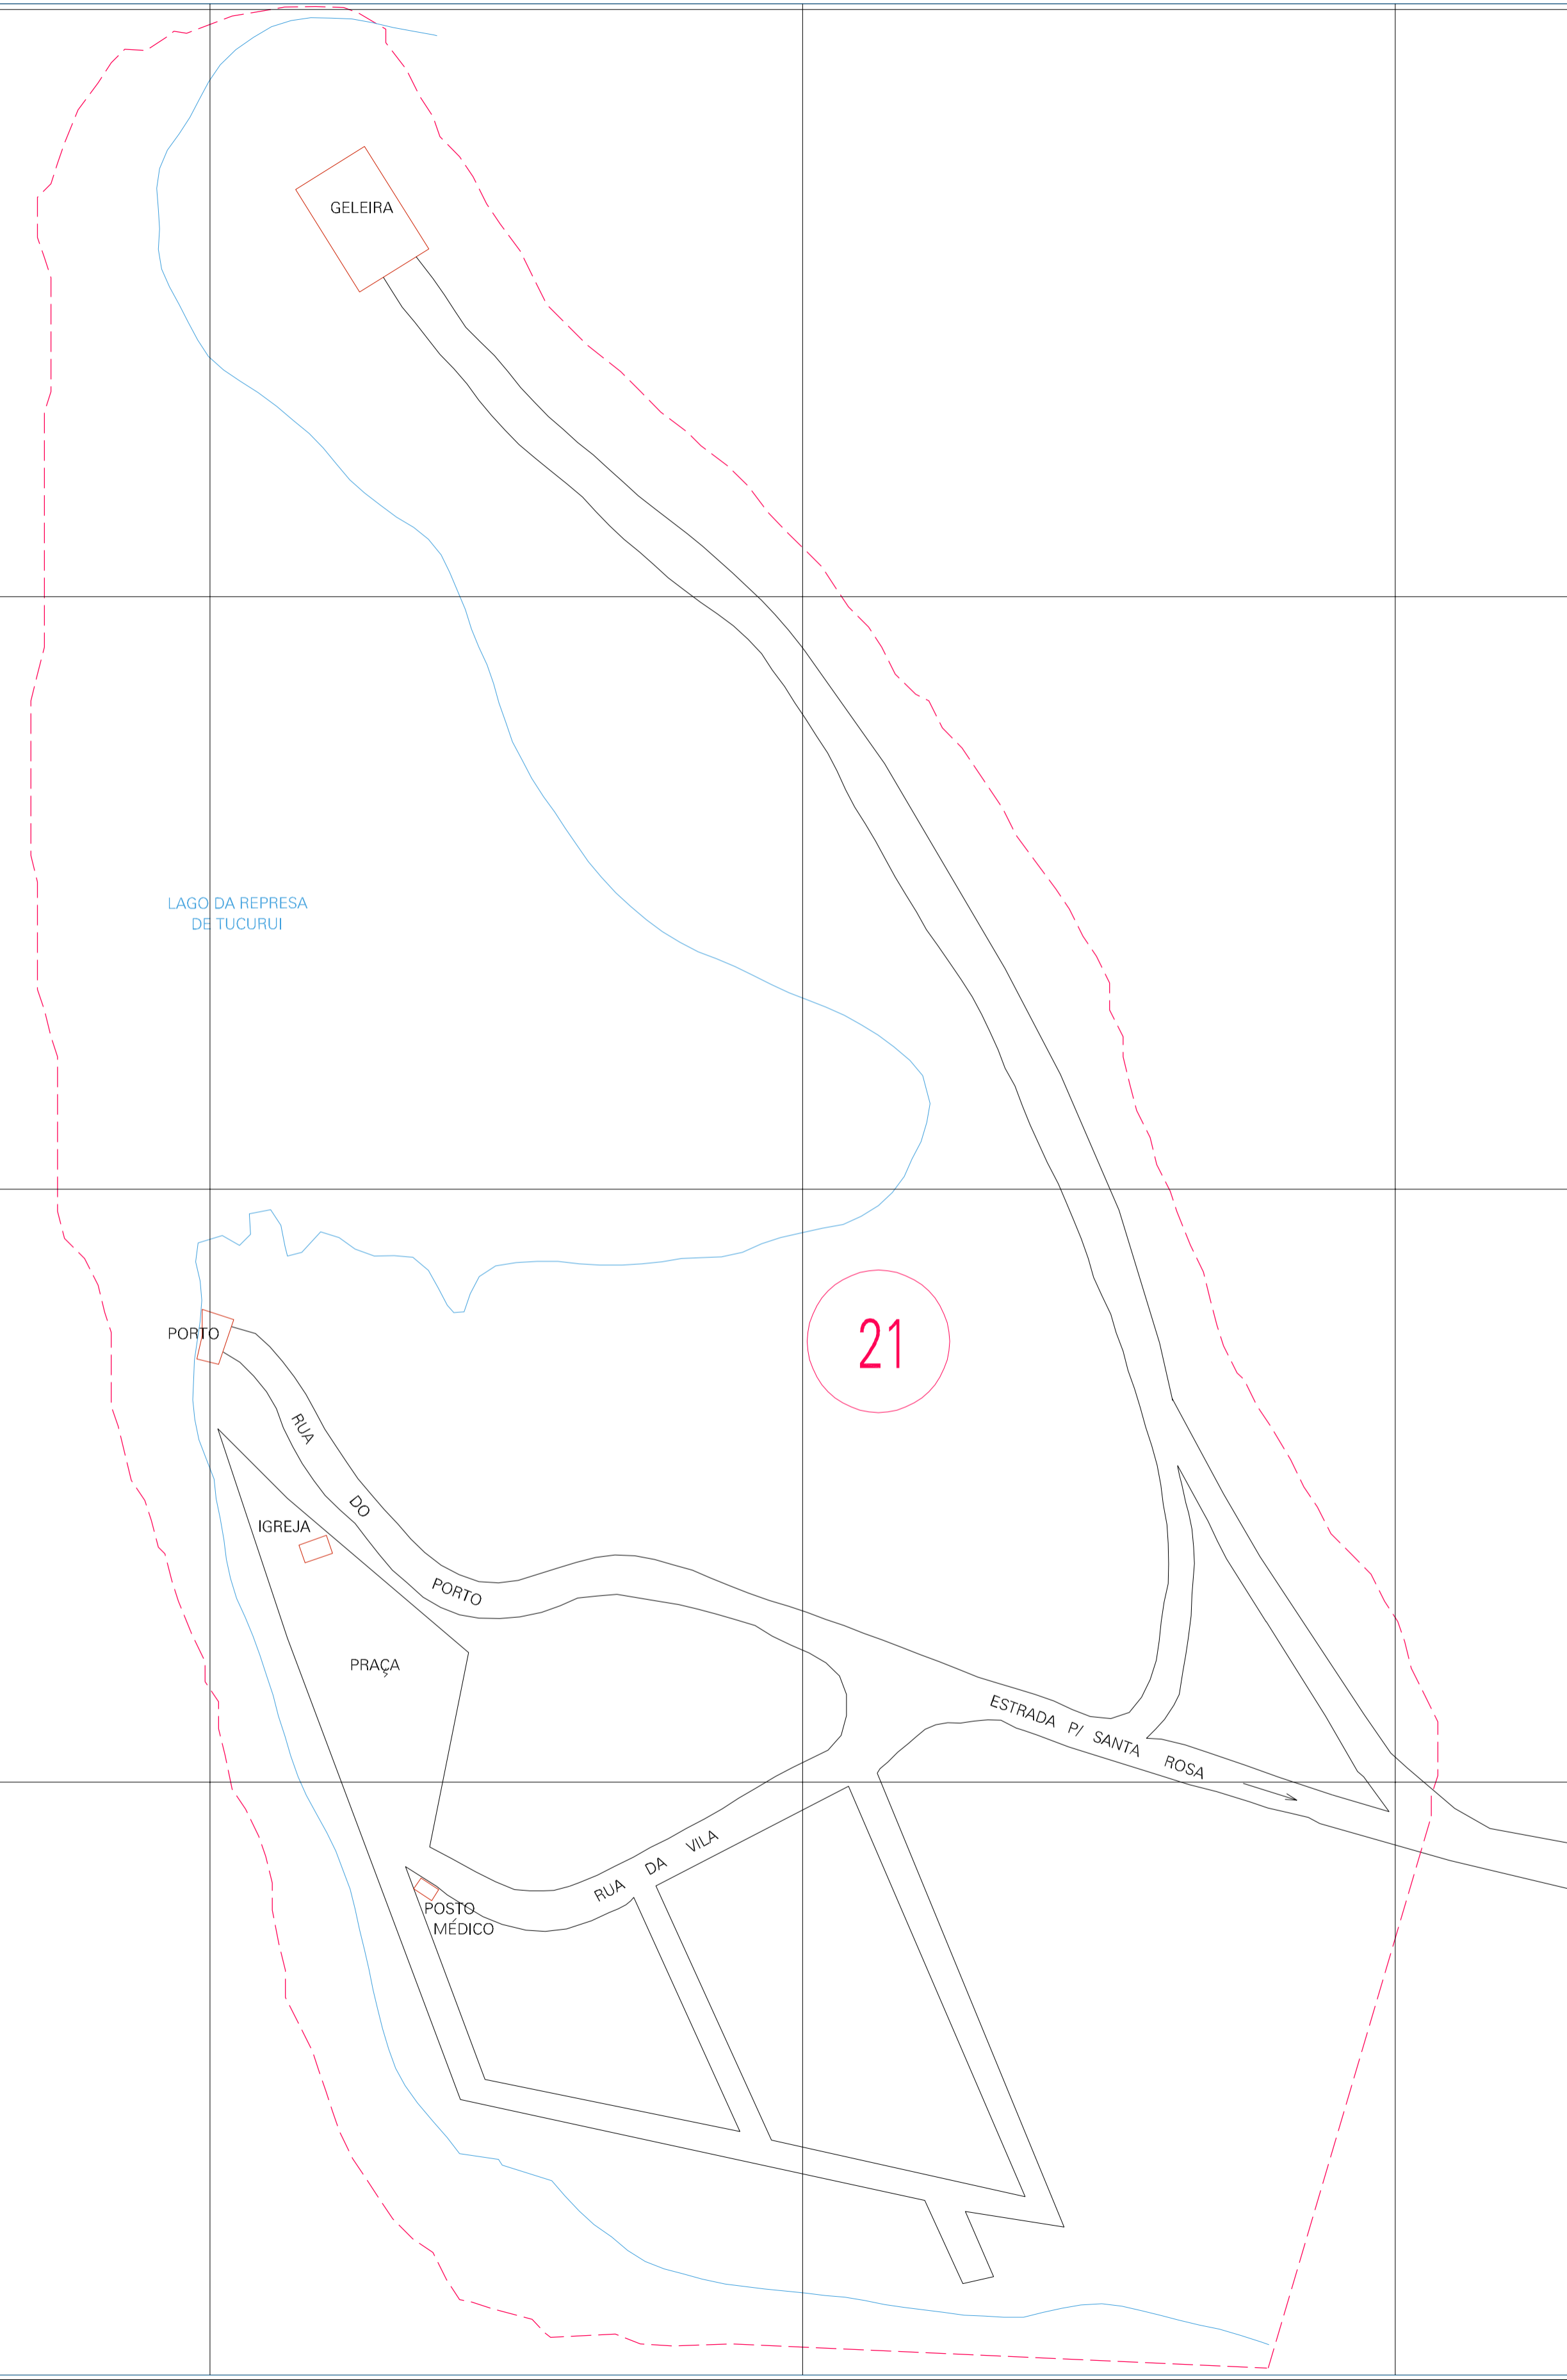 GELEIRA
LAGO DA REPRESA
DE TUCURUI
PORTO
21
RUA DO PORTO
IGREJA
PRAÇA
ESTRADA P/ SANTA ROSA
RUA DA VILA
POSTO
MÉDICO